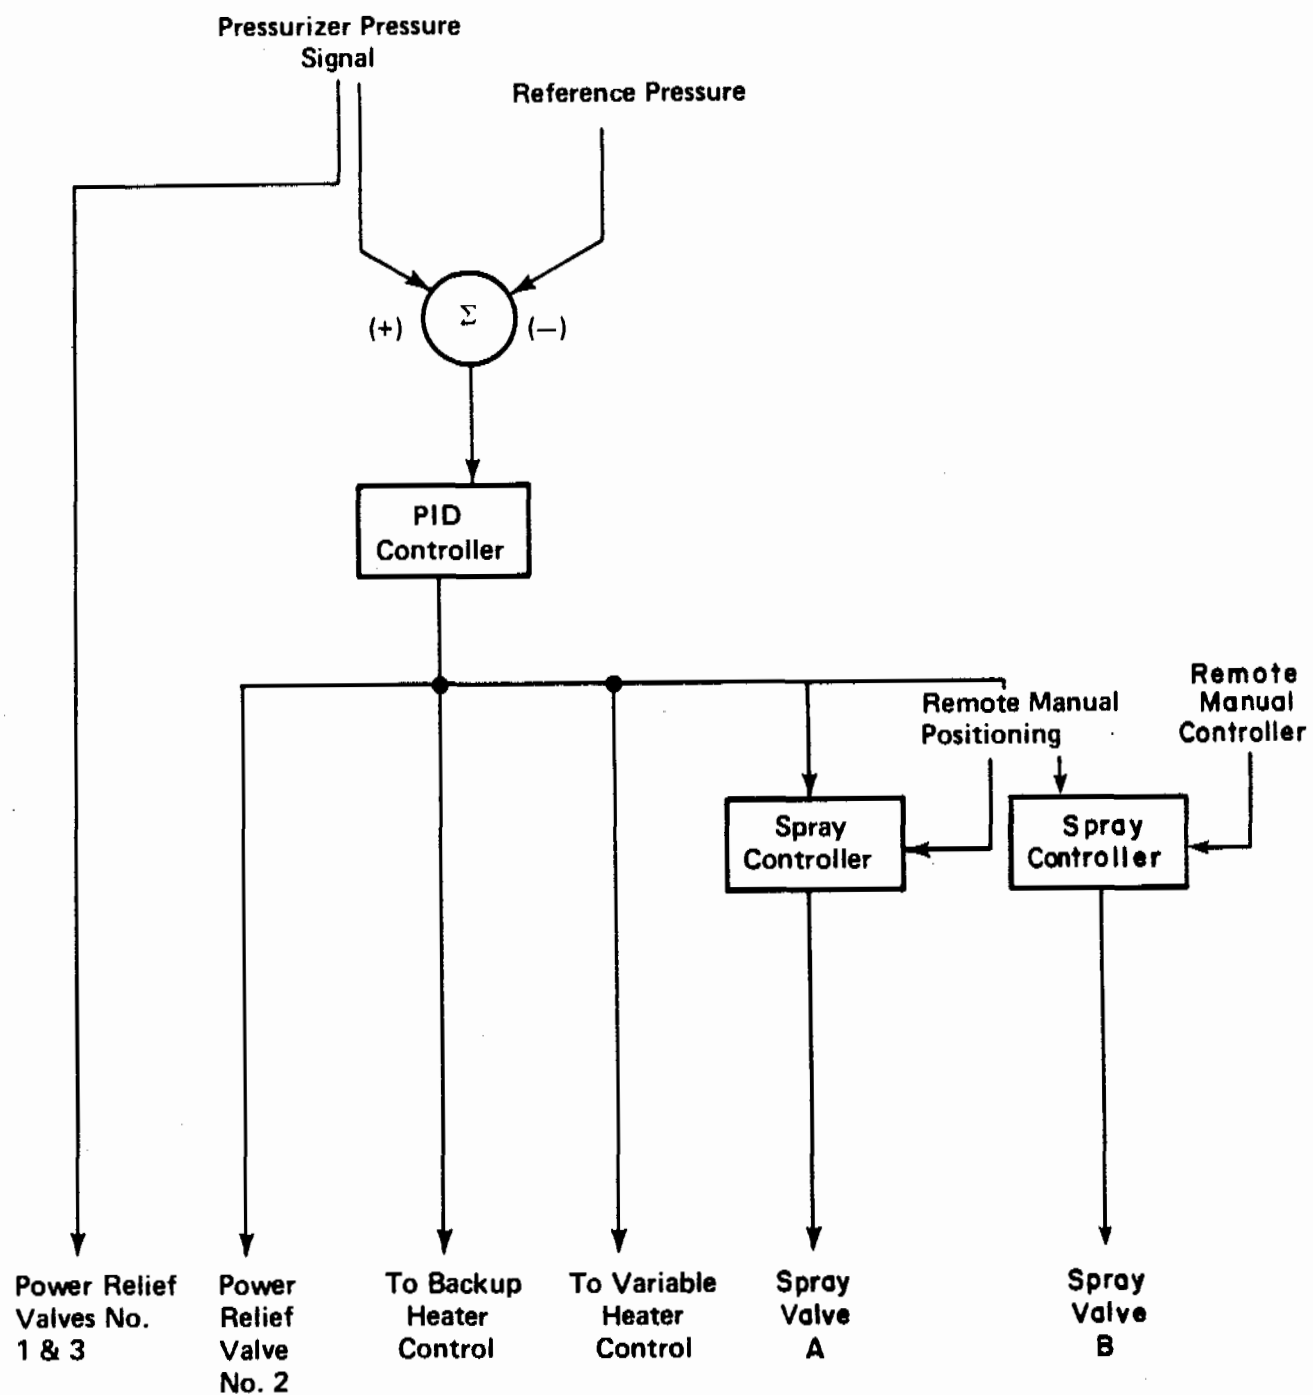 Pressurizer Pressure
Signal
Reference Pressure
Σ
(+)
(—)
PID
Controller
Remote Manual
Positioning
Remote
Manual
Controller
Spray
Controller
Spray
Controller
Power Relief
Valves No.
1 & 3
Power
Relief
Valve
No. 2
To Backup
Heater
Control
To Variable
Heater
Control
Spray
Valve
A
Spray
Valve
B